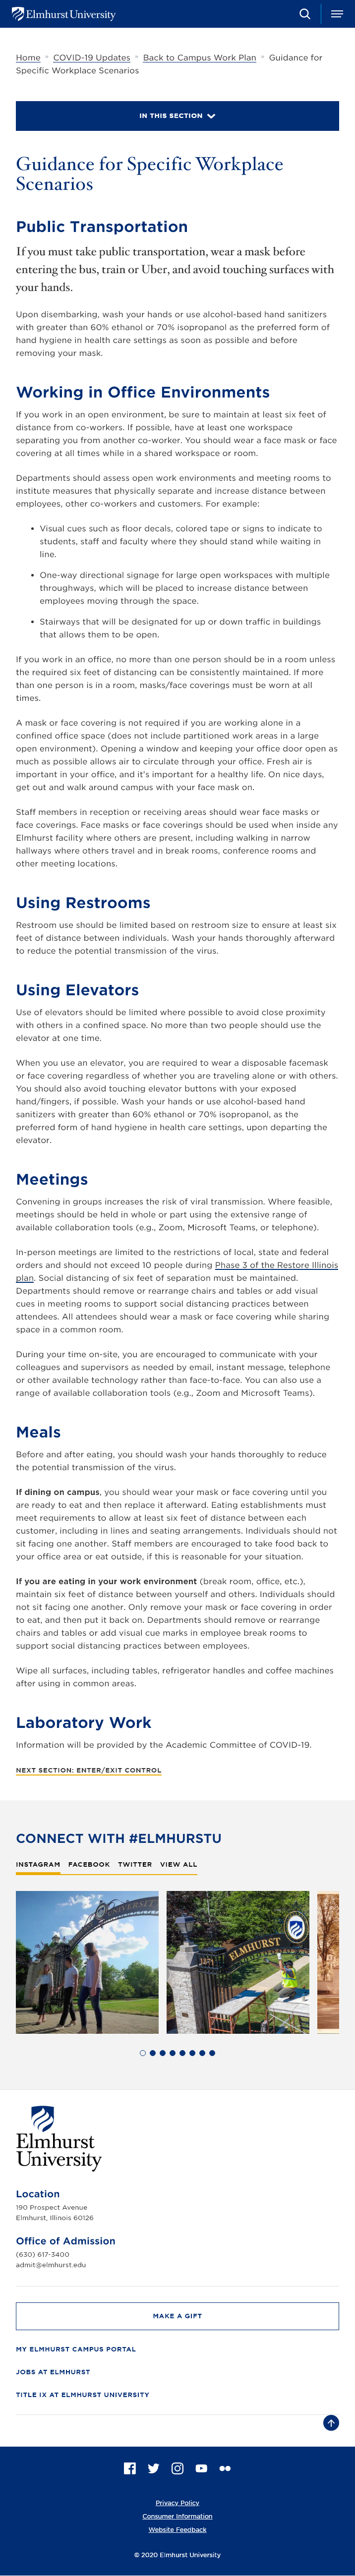 Elmhurst University
Home » COVID-19 Updates » Back to Campus Work Plan » Guidance for
Specific Workplace Scenarios
IN THIS SECTION
Guidance for Specific Workplace
Scenarios
Public Transportation
If you must take public transportation, wear a mask before
entering the bus, train or Uber, and avoid touching surfaces with
your hands.
Upon disembarking, wash your hands or use alcohol-based hand sanitizers
with greater than 60% ethanol or 70% isopropanol as the preferred form of
hand hygiene in health care settings as soon as possible and before
removing your mask.
Working in Office Environments
If you work in an open environment, be sure to maintain at least six feet of
distance from co-workers. If possible, have at least one workspace
separating you from another co-worker. You should wear a face mask or face
covering at all times while in a shared workspace or room.
Departments should assess open work environments and meeting rooms to
institute measures that physically separate and increase distance between
employees, other co-workers and customers. For example:
• Visual cues such as floor decals, colored tape or signs to indicate to
students, staff and faculty where they should stand while waiting in
line.
• One-way directional signage for large open workspaces with multiple
throughways, which will be placed to increase distance between
employees moving through the space.
• Stairways that will be designated for up or down traffic in buildings
that allows them to be open.
If you work in an office, no more than one person should be in a room unless
the required six feet of distancing can be consistently maintained. If more
than one person is in a room, masks/face coverings must be worn at all
times.
A mask or face covering is not required if you are working alone in a
confined office space (does not include partitioned work areas in a large
open environment). Opening a window and keeping your office door open as
much as possible allows air to circulate through your office. Fresh air is
important in your office, and it's important for a healthy life. On nice days,
get out and walk around campus with your face mask on.
Staff members in reception or receiving areas should wear face masks or
face coverings. Face masks or face coverings should be used when inside any
Elmhurst facility where others are present, including walking in narrow
hallways where others travel and in break rooms, conference rooms and
other meeting locations.
Using Restrooms
Restroom use should be limited based on restroom size to ensure at least six
feet of distance between individuals. Wash your hands thoroughly afterward
to reduce the potential transmission of the virus.
Using Elevators
Use of elevators should be limited where possible to avoid close proximity
with others in a confined space. No more than two people should use the
elevator at one time.
When you use an elevator, you are required to wear a disposable facemask
or face covering regardless of whether you are traveling alone or with others.
You should also avoid touching elevator buttons with your exposed
hand/fingers, if possible. Wash your hands or use alcohol-based hand
sanitizers with greater than 60% ethanol or 70% isopropanol, as the
preferred form of hand hygiene in health care settings, upon departing the
elevator.
Meetings
Convening in groups increases the risk of viral transmission. Where feasible,
meetings should be held in whole or part using the extensive range of
available collaboration tools (e.g., Zoom, Microsoft Teams, or telephone).
In-person meetings are limited to the restrictions of local, state and federal
orders and should not exceed 10 people during Phase 3 of the Restore Illinois
plan. Social distancing of six feet of separation must be maintained.
Departments should remove or rearrange chairs and tables or add visual
cues in meeting rooms to support social distancing practices between
attendees. All attendees should wear a mask or face covering while sharing
space in a common room.
During your time on-site, you are encouraged to communicate with your
colleagues and supervisors as needed by email, instant message, telephone
or other available technology rather than face-to-face. You can also use a
range of available collaboration tools (e.g., Zoom and Microsoft Teams).
Meals
Before and after eating, you should wash your hands thoroughly to reduce
the potential transmission of the virus.
If dining on campus, you should wear your mask or face covering until you
are ready to eat and then replace it afterward. Eating establishments must
meet requirements to allow at least six feet of distance between each
customer, including in lines and seating arrangements. Individuals should not
sit facing one another. Staff members are encouraged to take food back to
your office area or eat outside, if this is reasonable for your situation.
If you are eating in your work environment (break room, office, etc.),
maintain six feet of distance between yourself and others. Individuals should
not sit facing one another. Only remove your mask or face covering in order
to eat, and then put it back on. Departments should remove or rearrange
chairs and tables or add visual cue marks in employee break rooms to
support social distancing practices between employees.
Wipe all surfaces, including tables, refrigerator handles and coffee machines
after using in common areas.
Laboratory Work
Information will be provided by the Academic Committee of COVID-19.
NEXT SECTION: ENTER/EXIT CONTROL
CONNECT WITH #ELMHURSTU
INSTAGRAM FACEBOOK TWITTER VIEW ALL
ELMHURST
Elmhurst
University
Location
190 Prospect Avenue
Elmhurst, Illinois 60126
Office of Admission
(630) 617-3400
admit@elmhurst.edu
MAKE A GIFT
MY ELMHURST CAMPUS PORTAL
JOBS AT ELMHURST
TITLE IX AT ELMHURST UNIVERSITY
Privacy Policy
Consumer Information
Website Feedback
© 2020 Elmhurst University